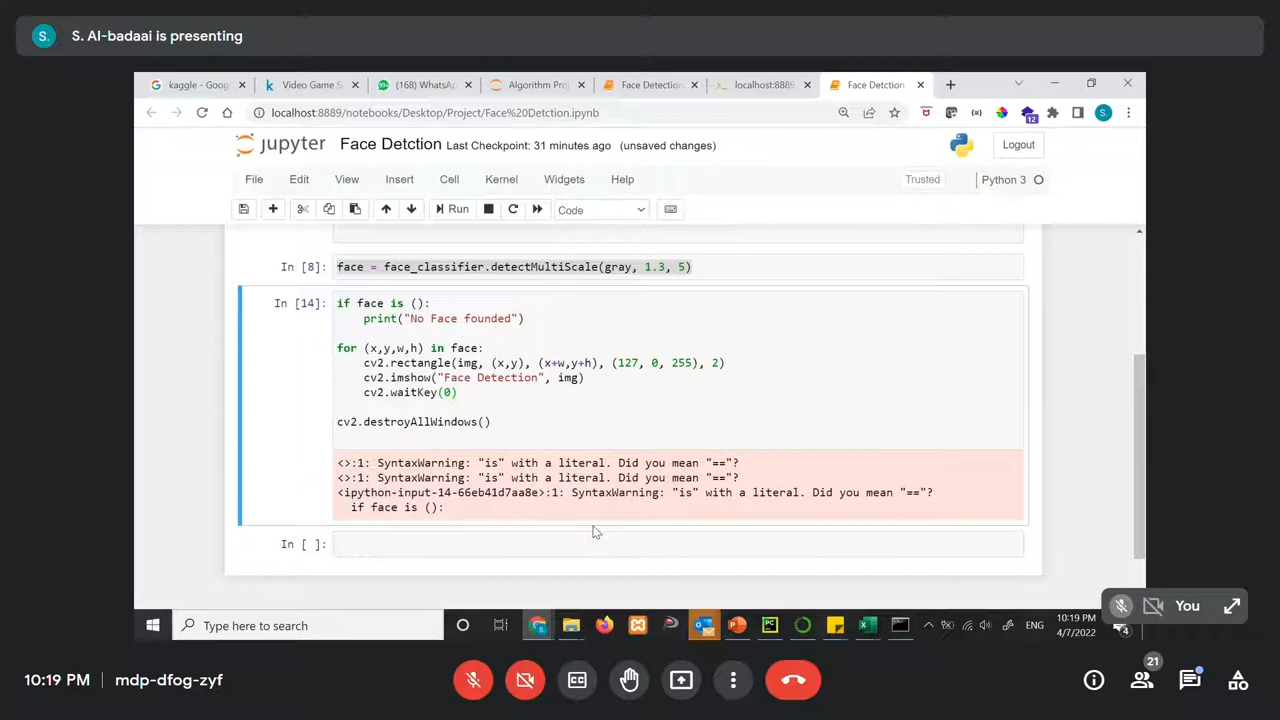 S.
S. Al-badaai is presenting
kaggle - Goog
Video Game S
99+
(168) WhatsA
Algorithm Pro
Face Detection
localhost:8889
Face Detction
localhost:8889/notebooks/Desktop/Project/Face%20Detction.ipynb
12
S.
jupyter
Face Detction Last Checkpoint: 31 minutes ago (unsaved changes)
Logout
File
Edit
View
Insert
Cell
Kernel
Widgets
Help
Trusted
Python 3
Run
Code
In [8]:
face = face_classifier.detectMultiScale(gray, 1.3, 5)
In [14]:
if face is ():
print("No Face founded")
for (x,y,w,h) in face:
cv2.rectangle(img, (x,y), (x+w,y+h), (127, 0, 255), 2)
cv2.imshow("Face Detection", img)
cv2.waitKey(0)
cv2.destroyAllWindows()
<>:1: SyntaxWarning: "is" with a literal. Did you mean "=="?
<>:1: SyntaxWarning: "is" with a literal. Did you mean "=="?
<ipython-input-14-66eb41d7aa8e>:1: SyntaxWarning: "is" with a literal. Did you mean "=="?
if face is ():
In [ ]:
You
Type here to search
ENG
10:19 PM
4/7/2022
4
10:19 PM
mdp-dfog-zyf
21